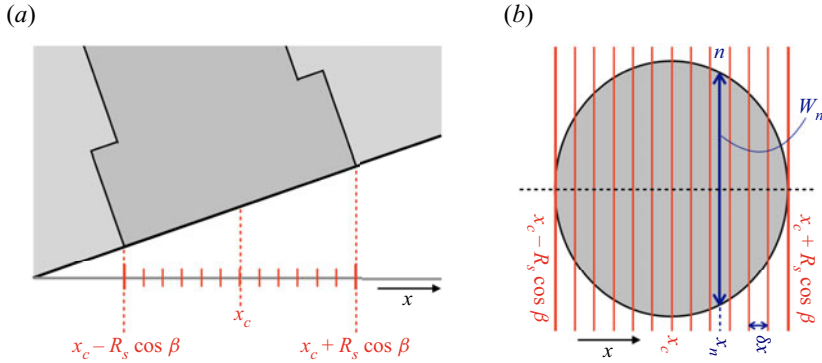 (a)
x
x_c
x_c – R_s cos β
x_c + R_s cos β
(b)
n
W_n
x_c – R_s cos β
x_c + R_s cos β
x
x_c
x_n
δx